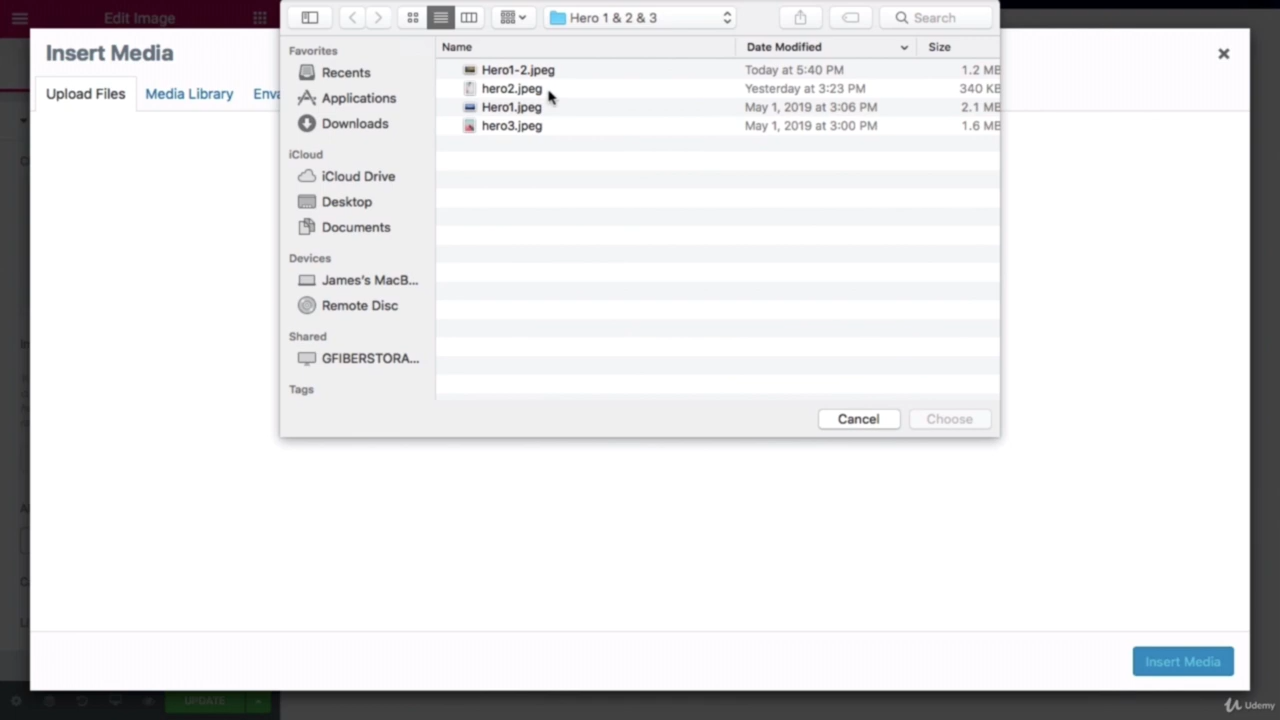 Edit Image
Hero 1 & 2 & 3
Search
Insert Media
Upload Files
Media Library
Enva
Favorites
Recents
Applications
Downloads
iCloud
iCloud Drive
Desktop
Documents
Devices
James's MacB...
Remote Disc
Shared
GFIBERSTORA...
Tags
Name Date Modified Size
Hero1-2.jpeg Today at 5:40 PM 1.2 MB
hero2.jpeg Yesterday at 3:23 PM 340 KB
Hero1.jpeg May 1, 2019 at 3:06 PM 2.1 MB
hero3.jpeg May 1, 2019 at 3:00 PM 1.6 MB
Cancel Choose
Insert Media
UPDATE
Udemy